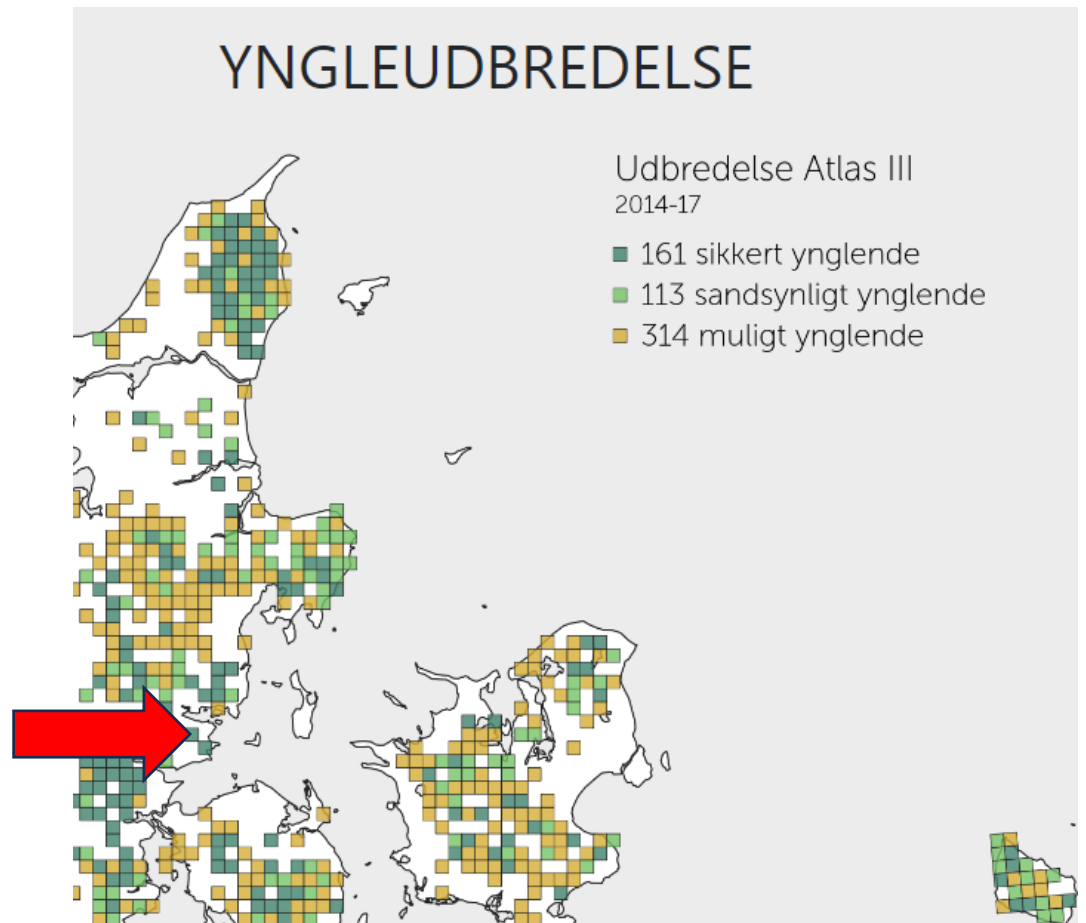 YNGLEUDBREDELSE
Udbredelse Atlas III
2014-17
161 sikkert ynglende
113 sandsynligt ynglende
314 muligt ynglende